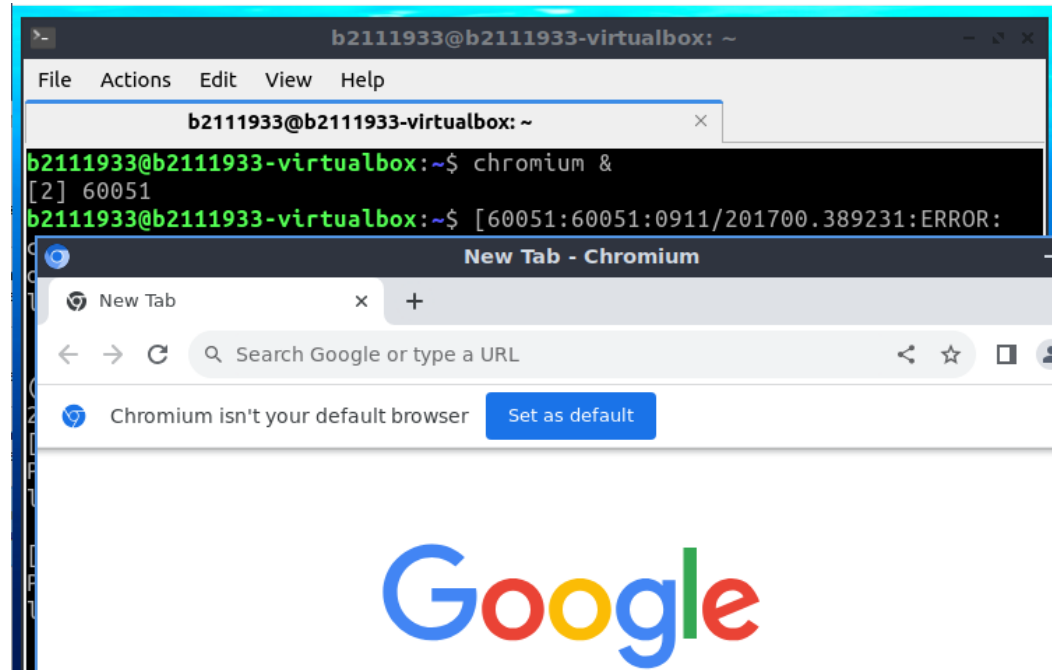 b2111933@b2111933-virtualbox: ~
File Actions Edit View Help
b2111933@b2111933-virtualbox: ~
b2111933@b2111933-virtualbox:~$ chromium &
[2] 60051
b2111933@b2111933-virtualbox:~$ [60051:60051:0911/201700.389231:ERROR:
New Tab - Chromium
New Tab
Search Google or type a URL
Chromium isn't your default browser Set as default
Google